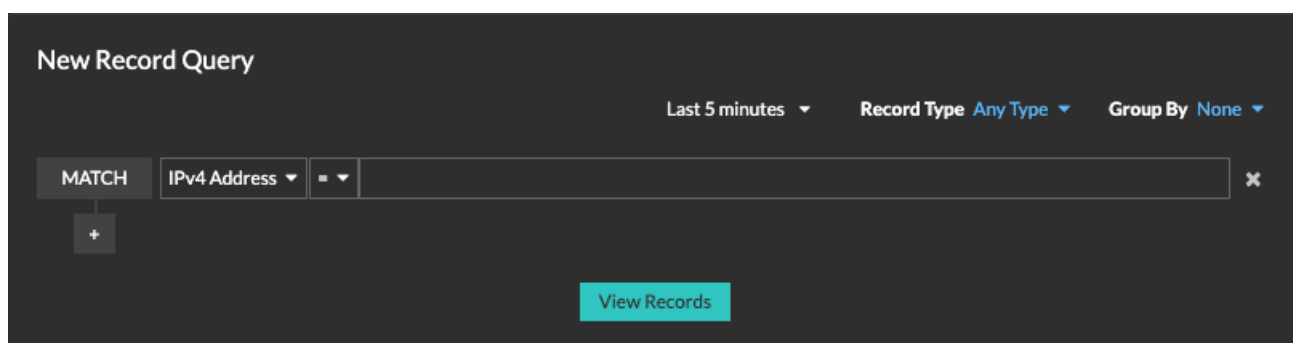 New Record Query
Last 5 minutes Record Type Any Type Group By None
MATCH IPv4 Address =
+
View Records